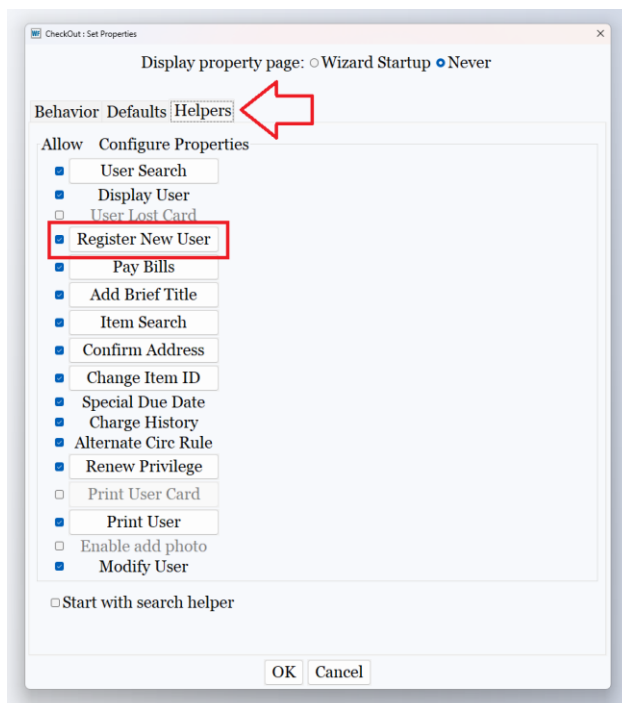 WF CheckOut : Set Properties
Display property page: Wizard Startup Never
Behavior Defaults Helpers
Allow Configure Properties
User Search
Display User
User Lost Card
Register New User
Pay Bills
Add Brief Title
Item Search
Confirm Address
Change Item ID
Special Due Date
Charge History
Alternate Circ Rule
Renew Privilege
Print User Card
Print User
Enable add photo
Modify User
Start with search helper
OK Cancel